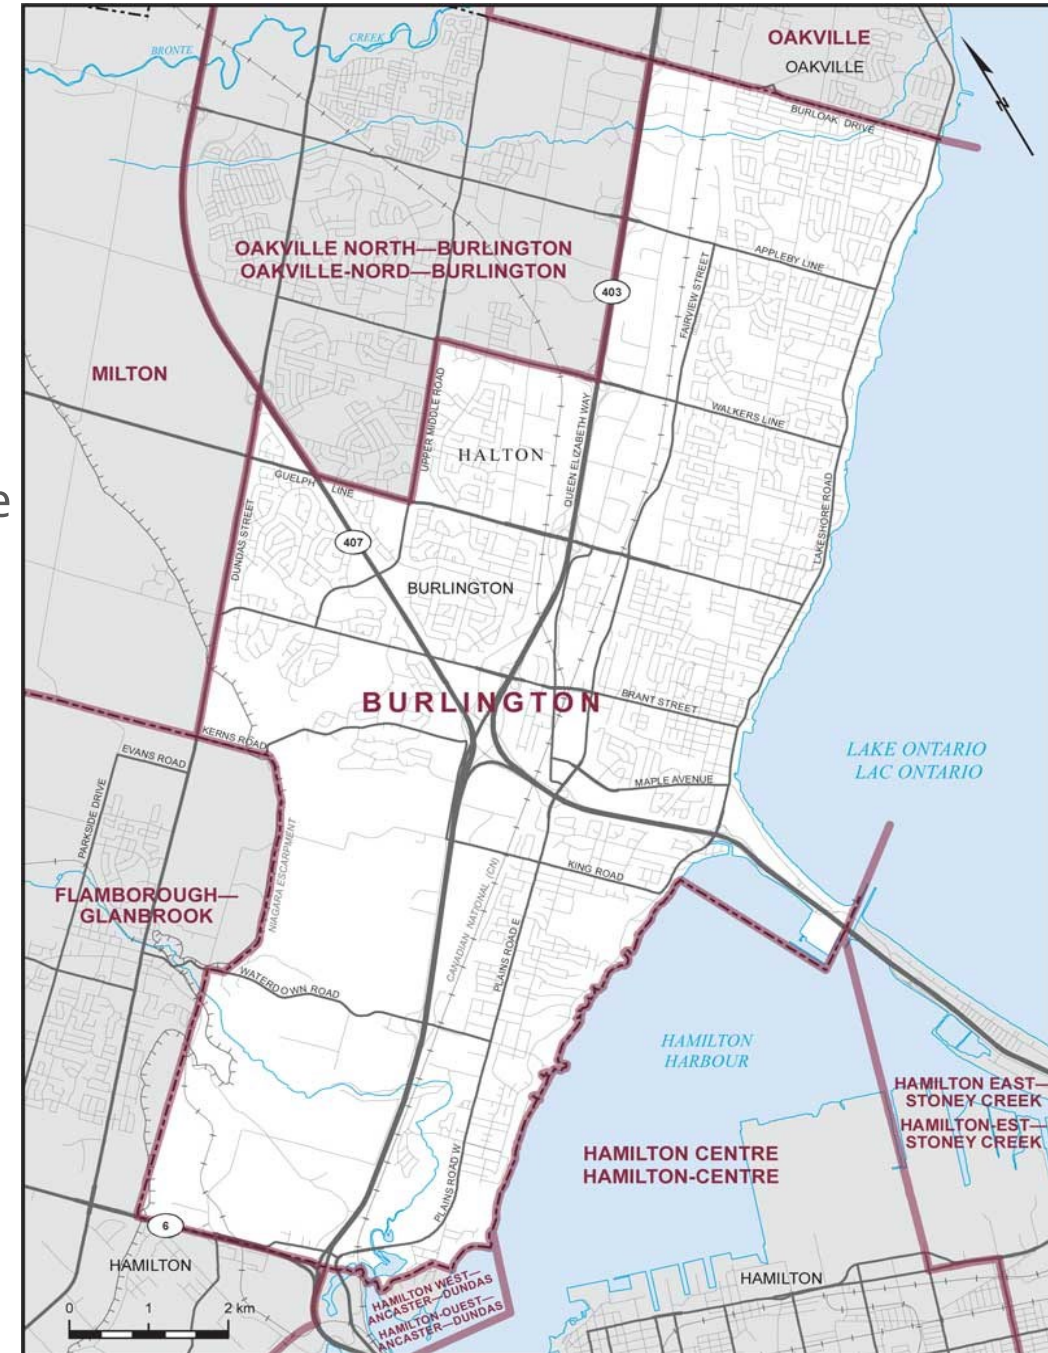 BRONTE
CREEK
OAKVILLE
OAKVILLE
N
BURLOAK DRIVE
OAKVILLE NORTH—BURLINGTON
OAKVILLE-NORD—BURLINGTON
APPLEBY LINE
403
FAIRVIEW STREET
MILTON
UPPER MIDDLE ROAD
QUEEN ELIZABETH WAY
WALKERS LINE
HALTON
GUELPH LINE
e
LAKESHORE ROAD
DUNDAS STREET
407
BURLINGTON
BURLINGTON
BRANT STREET
KERNS ROAD
EVANS ROAD
LAKE ONTARIO
LAC ONTARIO
MAPLE AVENUE
PARKSIDE DRIVE
NIAGARA ESCARPMENT
KING ROAD
FLAMBOROUGH—
GLANBROOK
CANADIAN NATIONAL (CN)
PLAINS ROAD E
WATERDOWN ROAD
HAMILTON
HARBOUR
HAMILTON EAST—
STONEY CREEK
HAMILTON-EST—
STONEY CREEK
HAMILTON CENTRE
HAMILTON-CENTRE
PLAINS ROAD W
6
HAMILTON
HAMILTON
HAMILTON WEST—
ANCASTER—DUNDAS
HAMILTON-OUEST—
ANCASTER—DUNDAS
0 1 2 km